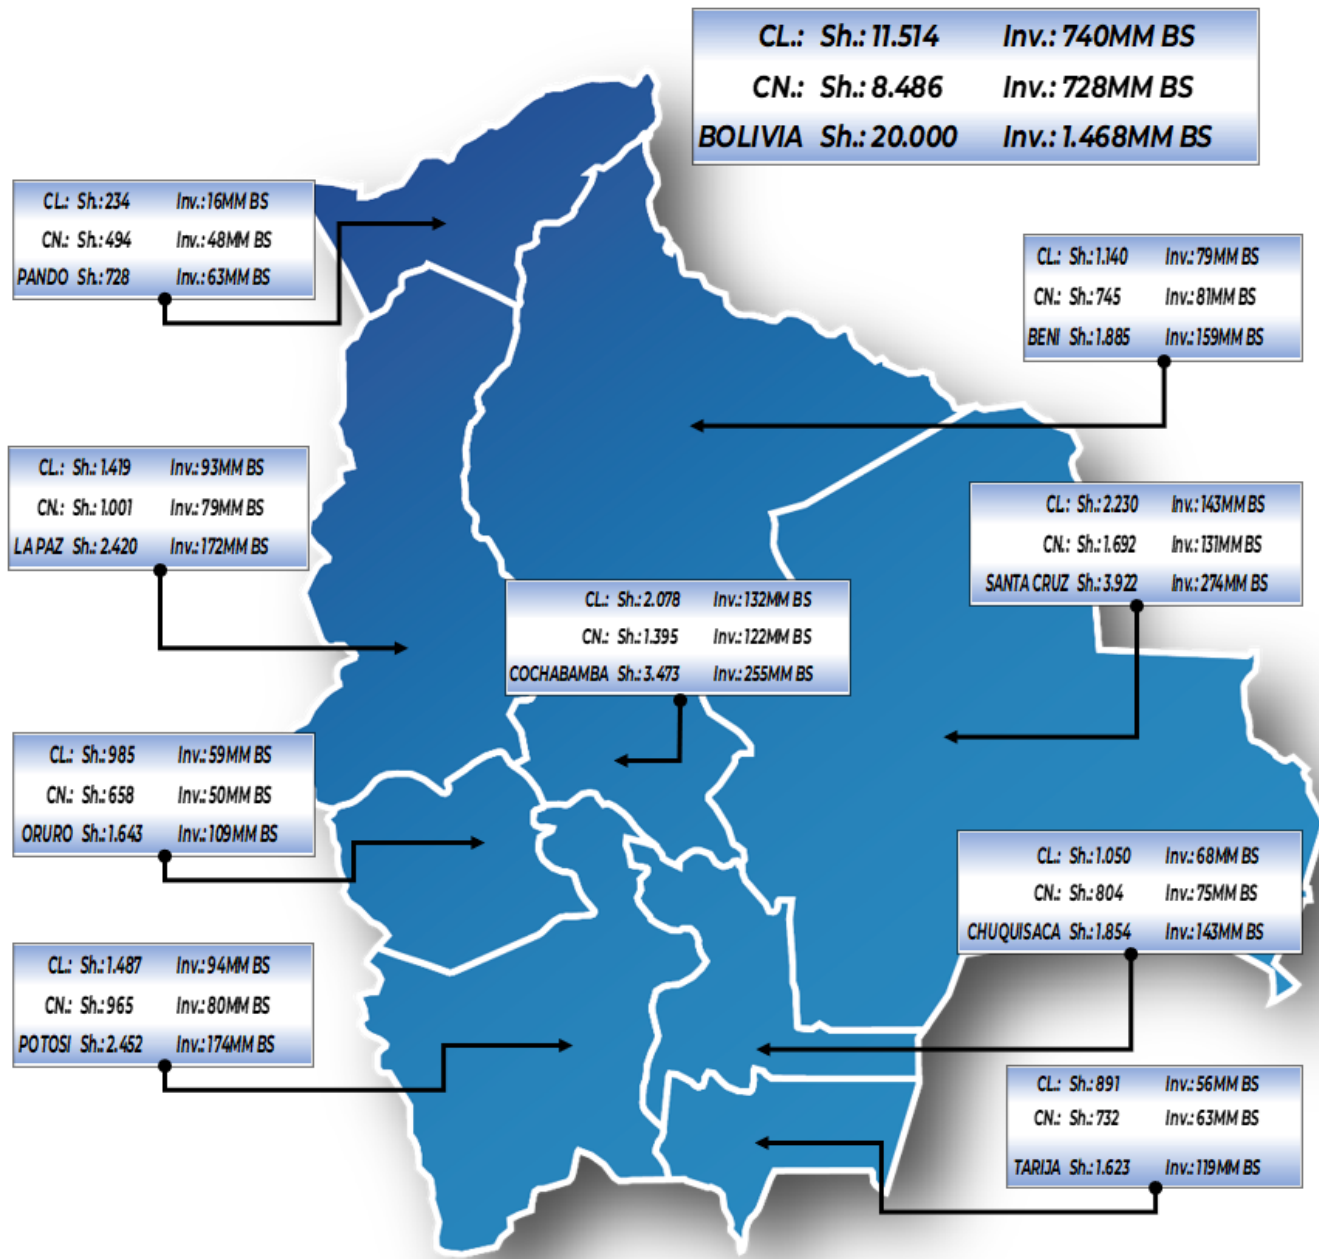 CL.: Sh.: 11.514 Inv.: 740MM BS
CN.: Sh.: 8.486 Inv.: 728MM BS
BOLIVIA Sh.: 20.000 Inv.: 1.468MM BS
CL.: Sh.: 234 Inv.: 16MM BS
CN.: Sh.: 494 Inv.: 48MM BS
PANDO Sh.: 728 Inv.: 63MM BS
CL.: Sh.: 1.140 Inv.: 79MM BS
CN.: Sh.: 745 Inv.: 81MM BS
BENI Sh.: 1.885 Inv.: 159MM BS
CL.: Sh.: 1.419 Inv.: 93MM BS
CN.: Sh.: 1.001 Inv.: 79MM BS
LA PAZ Sh.: 2.420 Inv.: 172MM BS
CL.: Sh.: 2.230 Inv.: 143MM BS
CN.: Sh.: 1.692 Inv.: 131MM BS
SANTA CRUZ Sh.: 3.922 Inv.: 274MM BS
CL.: Sh.: 2.078 Inv.: 132MM BS
CN.: Sh.: 1.395 Inv.: 122MM BS
COCHABAMBA Sh.: 3.473 Inv.: 255MM BS
CL.: Sh.: 985 Inv.: 59MM BS
CN.: Sh.: 658 Inv.: 50MM BS
ORURO Sh.: 1.643 Inv.: 109MM BS
CL.: Sh.: 1.050 Inv.: 68MM BS
CN.: Sh.: 804 Inv.: 75MM BS
CHUQUISACA Sh.: 1.854 Inv.: 143MM BS
CL.: Sh.: 1.487 Inv.: 94MM BS
CN.: Sh.: 965 Inv.: 80MM BS
POTOSI Sh.: 2.452 Inv.: 174MM BS
CL.: Sh.: 891 Inv.: 56MM BS
CN.: Sh.: 732 Inv.: 63MM BS
TARIJA Sh.: 1.623 Inv.: 119MM BS